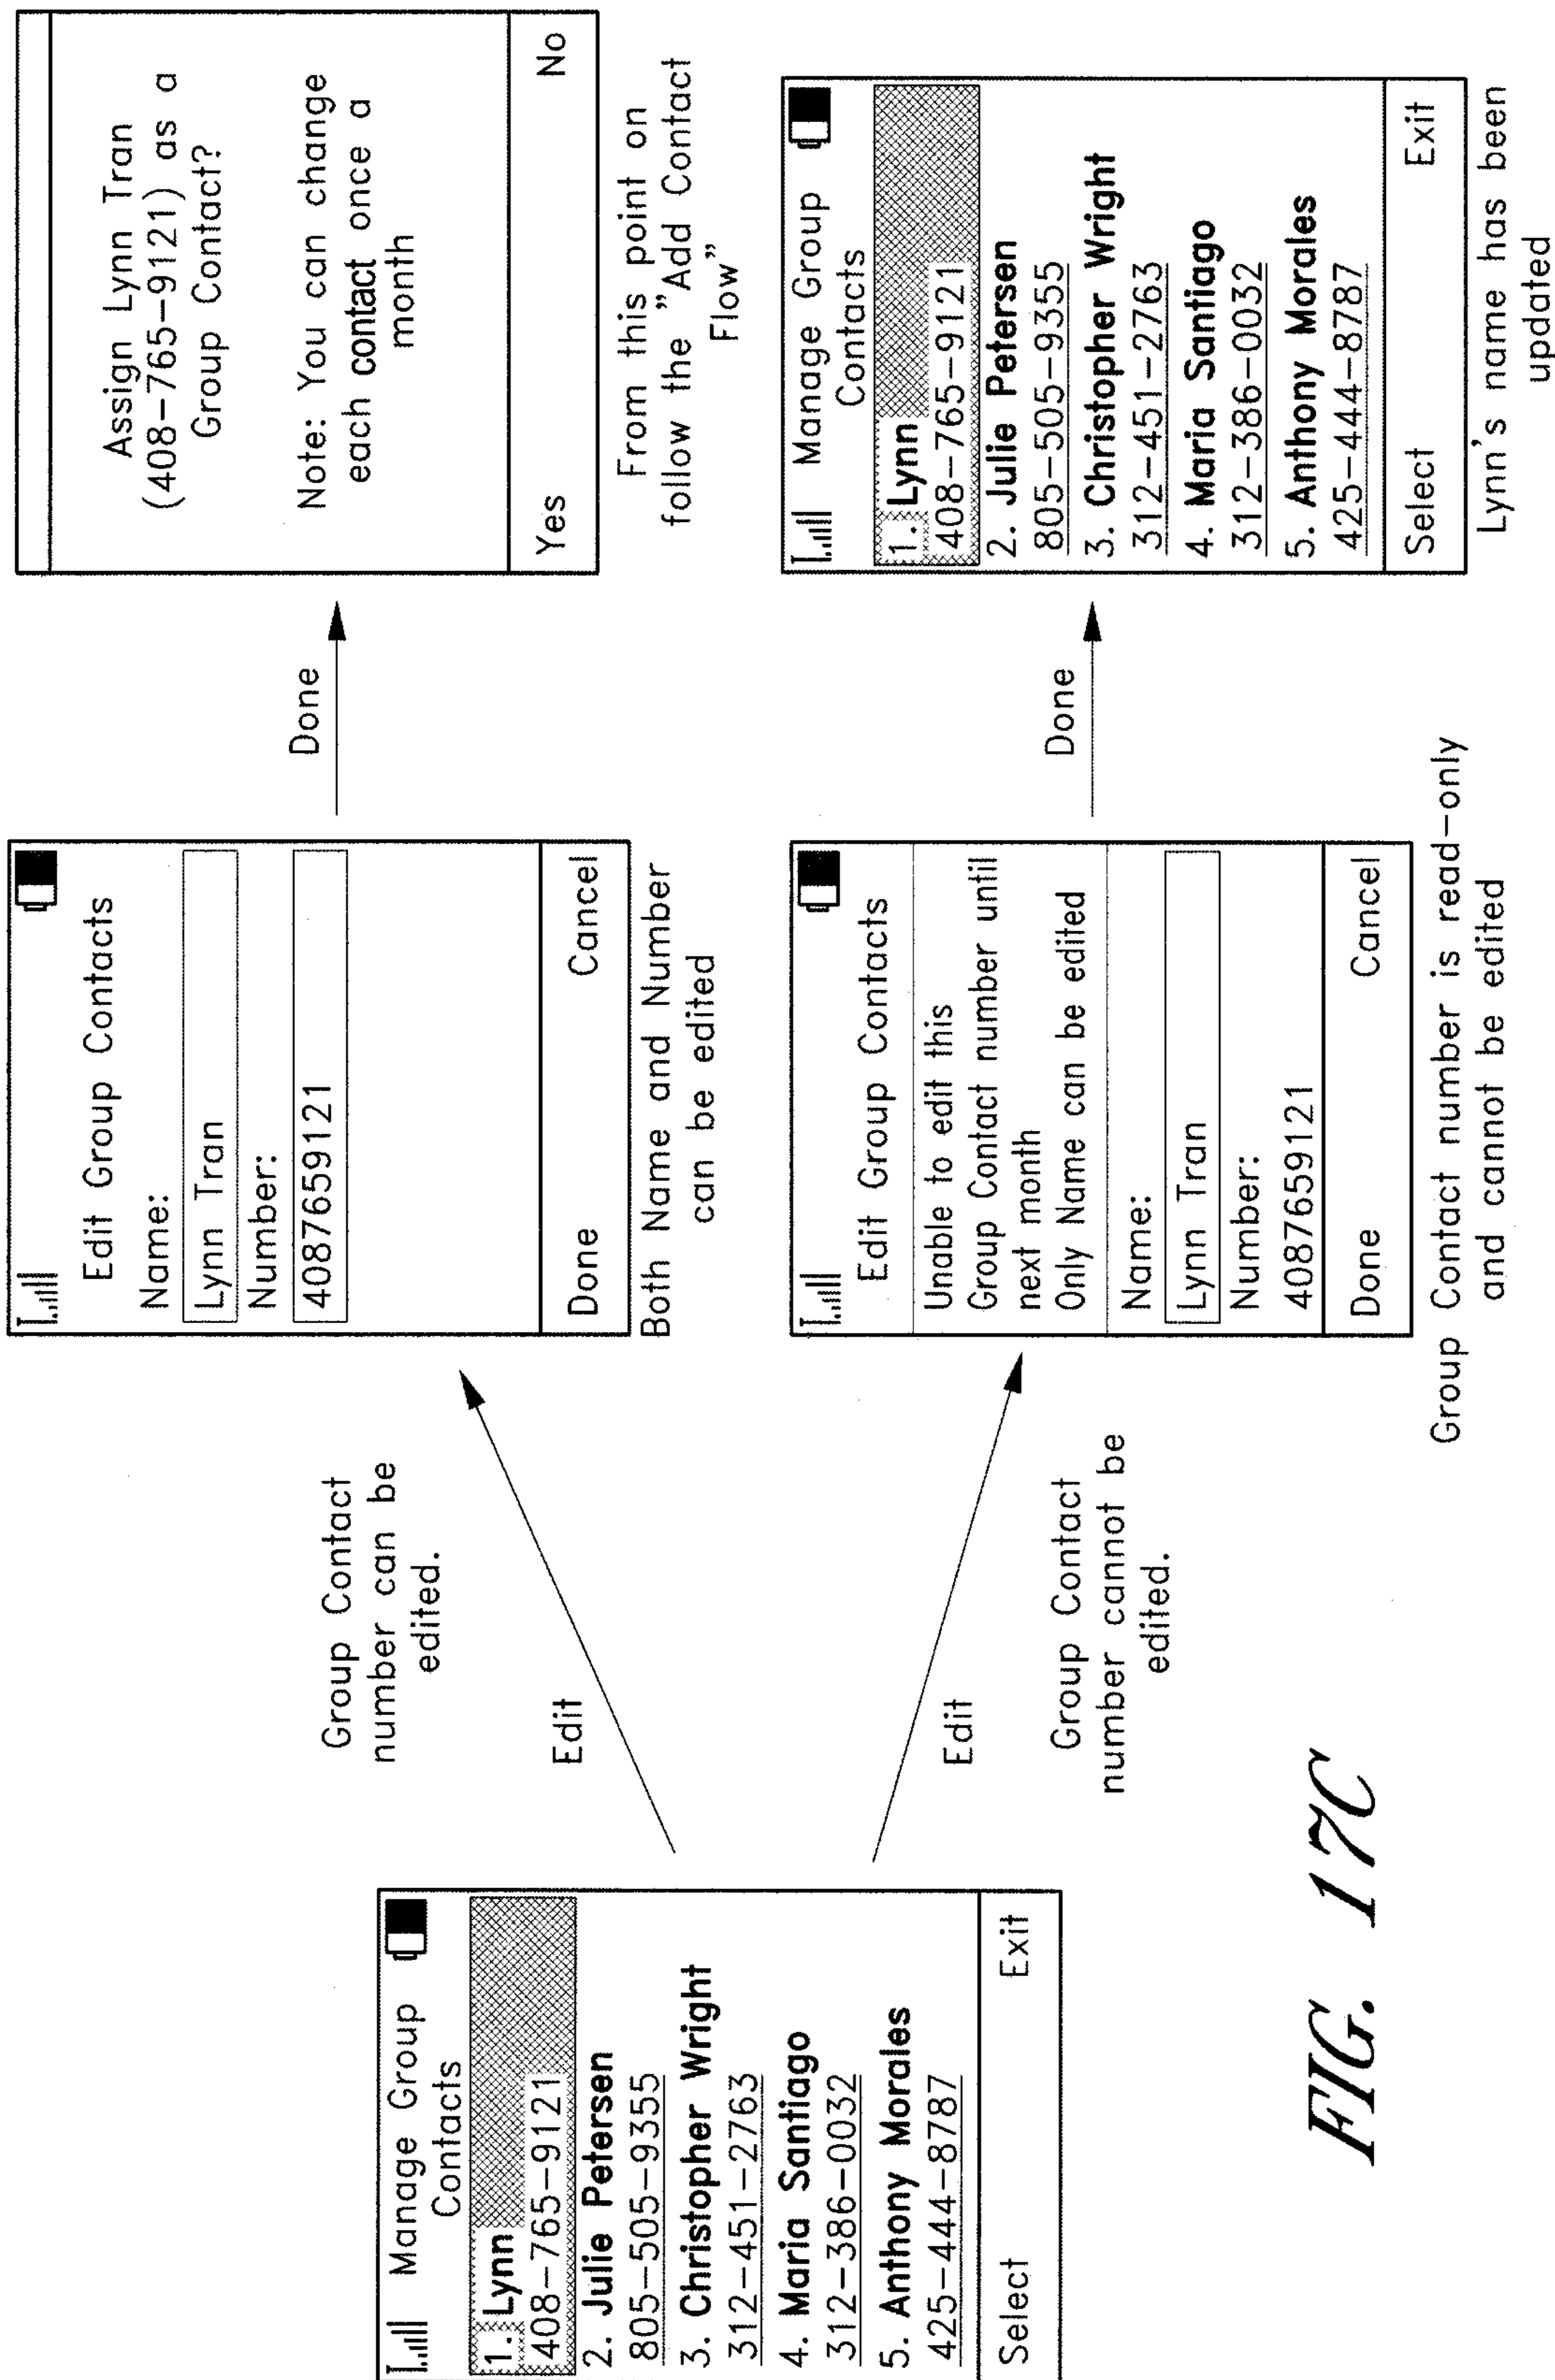 Manage Group
Contacts
1. Lynn
408-765-9121
2. Julie Petersen
805-505-9355
3. Christopher Wright
312-451-2763
4. Maria Santiago
312-386-0032
5. Anthony Morales
425-444-8787
Select Exit
Group Contact
number can be
edited.
Edit
Edit
Group Contact
number cannot be
edited.
Edit Group Contacts
Name:
Lynn Tran
Number:
4087659121
Done Cancel
Both Name and Number
can be edited
Done
Assign Lynn Tran
(408-765-9121) as a
Group Contact?
Note: You can change
each contact once a
month
Yes No
From this point on
follow the "Add Contact
Flow"
Edit Group Contacts
Unable to edit this
Group Contact number until
next month
Only Name can be edited
Name:
Lynn Tran
Number:
4087659121
Done Cancel
Group Contact number is read-only
and cannot be edited
Done
Manage Group
Contacts
1. Lynn
408-765-9121
2. Julie Petersen
805-505-9355
3. Christopher Wright
312-451-2763
4. Maria Santiago
312-386-0032
5. Anthony Morales
425-444-8787
Select Exit
Lynn's name has been
updated
FIG. 17C